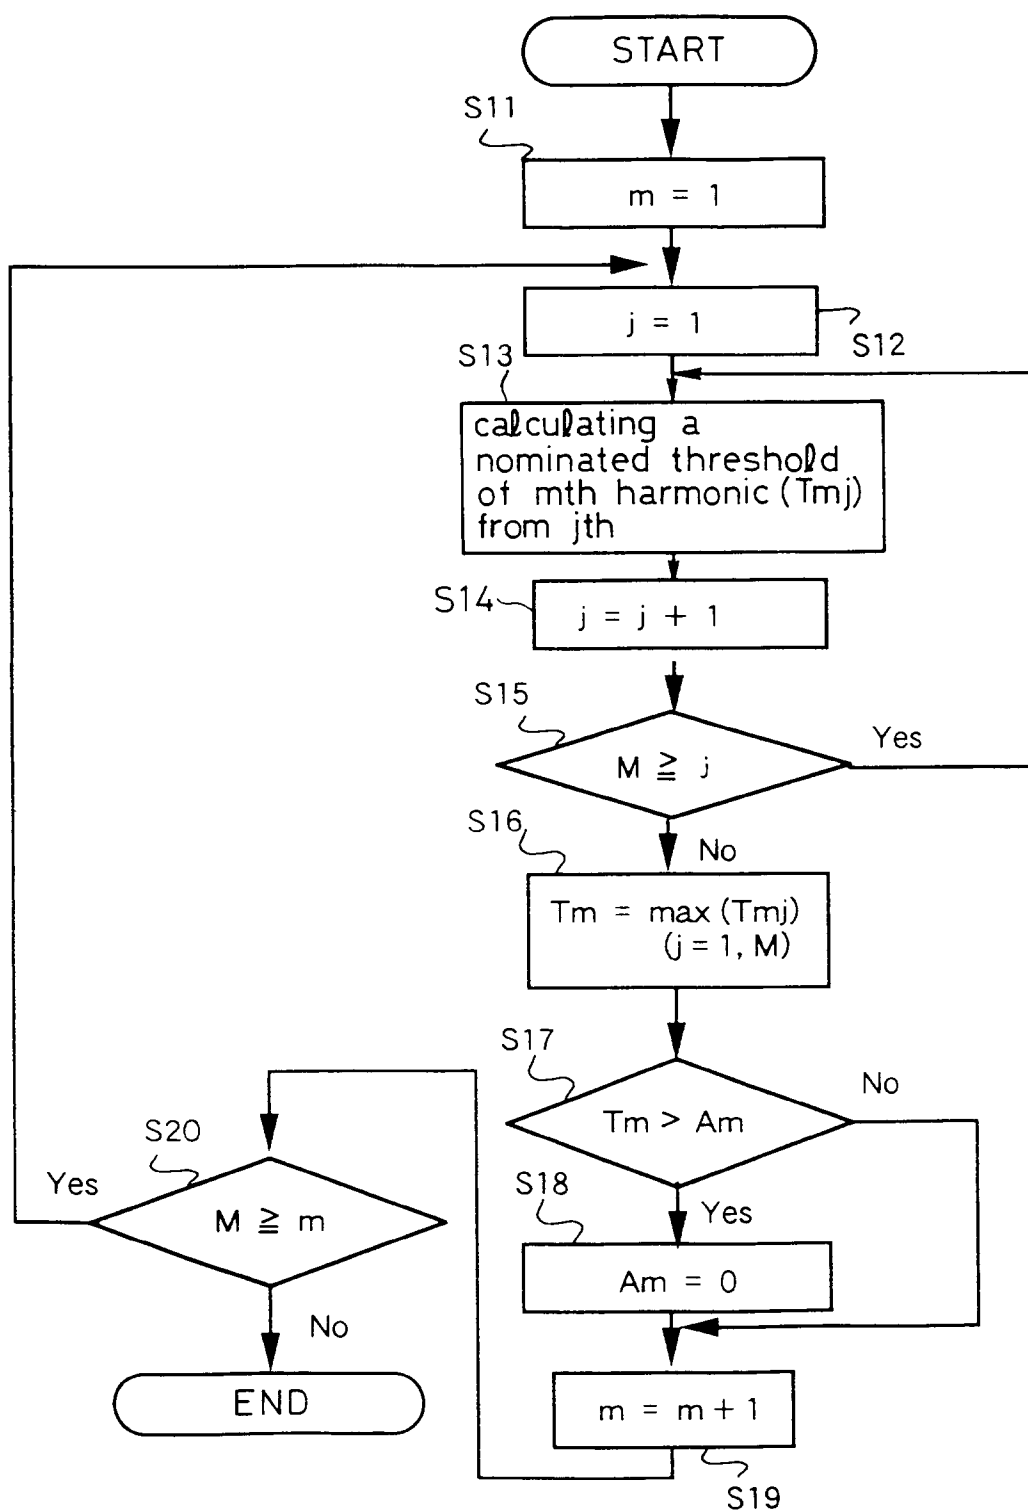 START
S11
m = 1
j = 1
S12
S13
calculating a
nominated threshold
of mth harmonic (Tmj)
from jth
S14
j = j + 1
S15
M ≧ j
Yes
S16
No
Tm = max (Tmj)
(j = 1, M)
S17
Tm > Am
No
S20
Yes
M ≧ m
S18
Yes
Am = 0
No
END
m = m + 1
S19